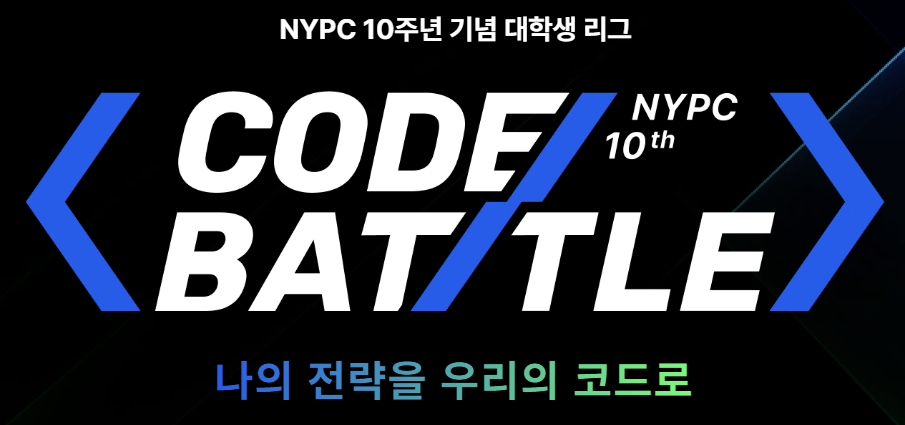 NYPC 10주년 기념 대학생 리그
CODE
NYPC
10th
BATTLE
나의 전략을 우리의 코드로